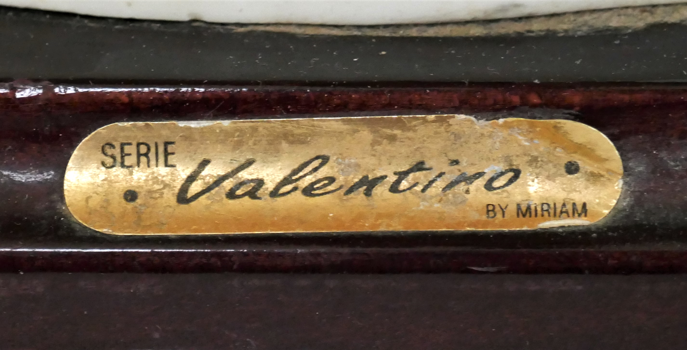 SERIE
Valentino
BY MIRIAM